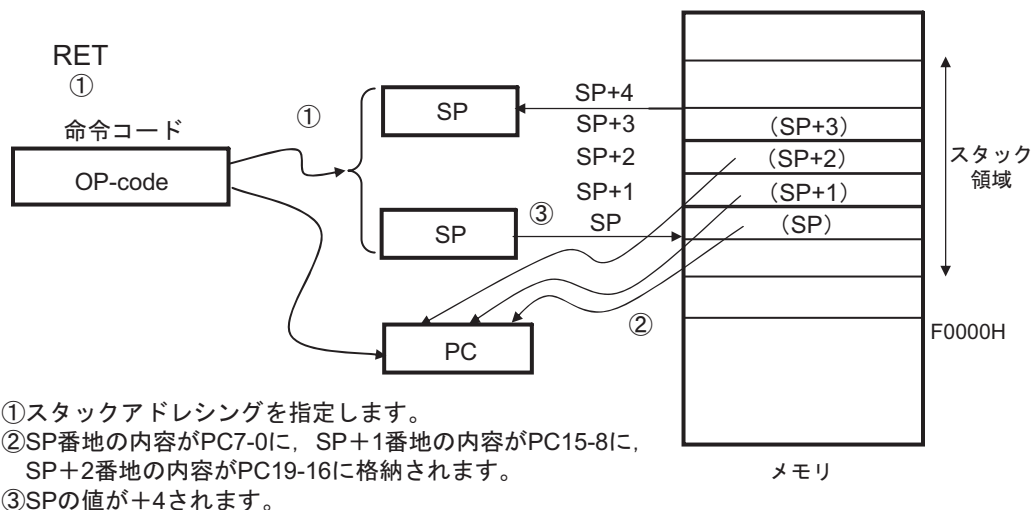 RET
①
命令コード
OP-code
①
SP
SP
③
SP+4
SP+3
SP+2
SP+1
SP
(SP+3)
(SP+2)
(SP+1)
(SP)
スタック
領域
②
PC
F0000H
メモリ
①スタックアドレシングを指定します。
②SP番地の内容がPC7-0に，SP＋1番地の内容がPC15-8に，
SP＋2番地の内容がPC19-16に格納されます。
③SPの値が＋4されます。